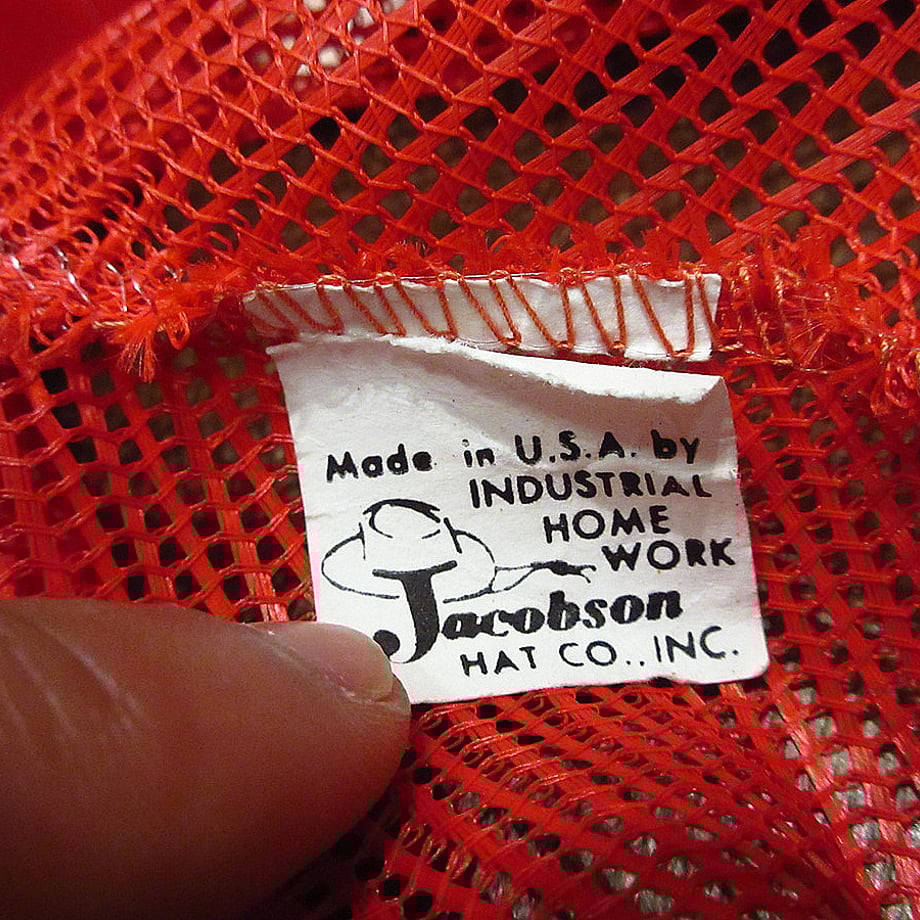 Made in U.S.A. by
INDUSTRIAL
HOME
WORK
Jacobson
HAT CO., INC.